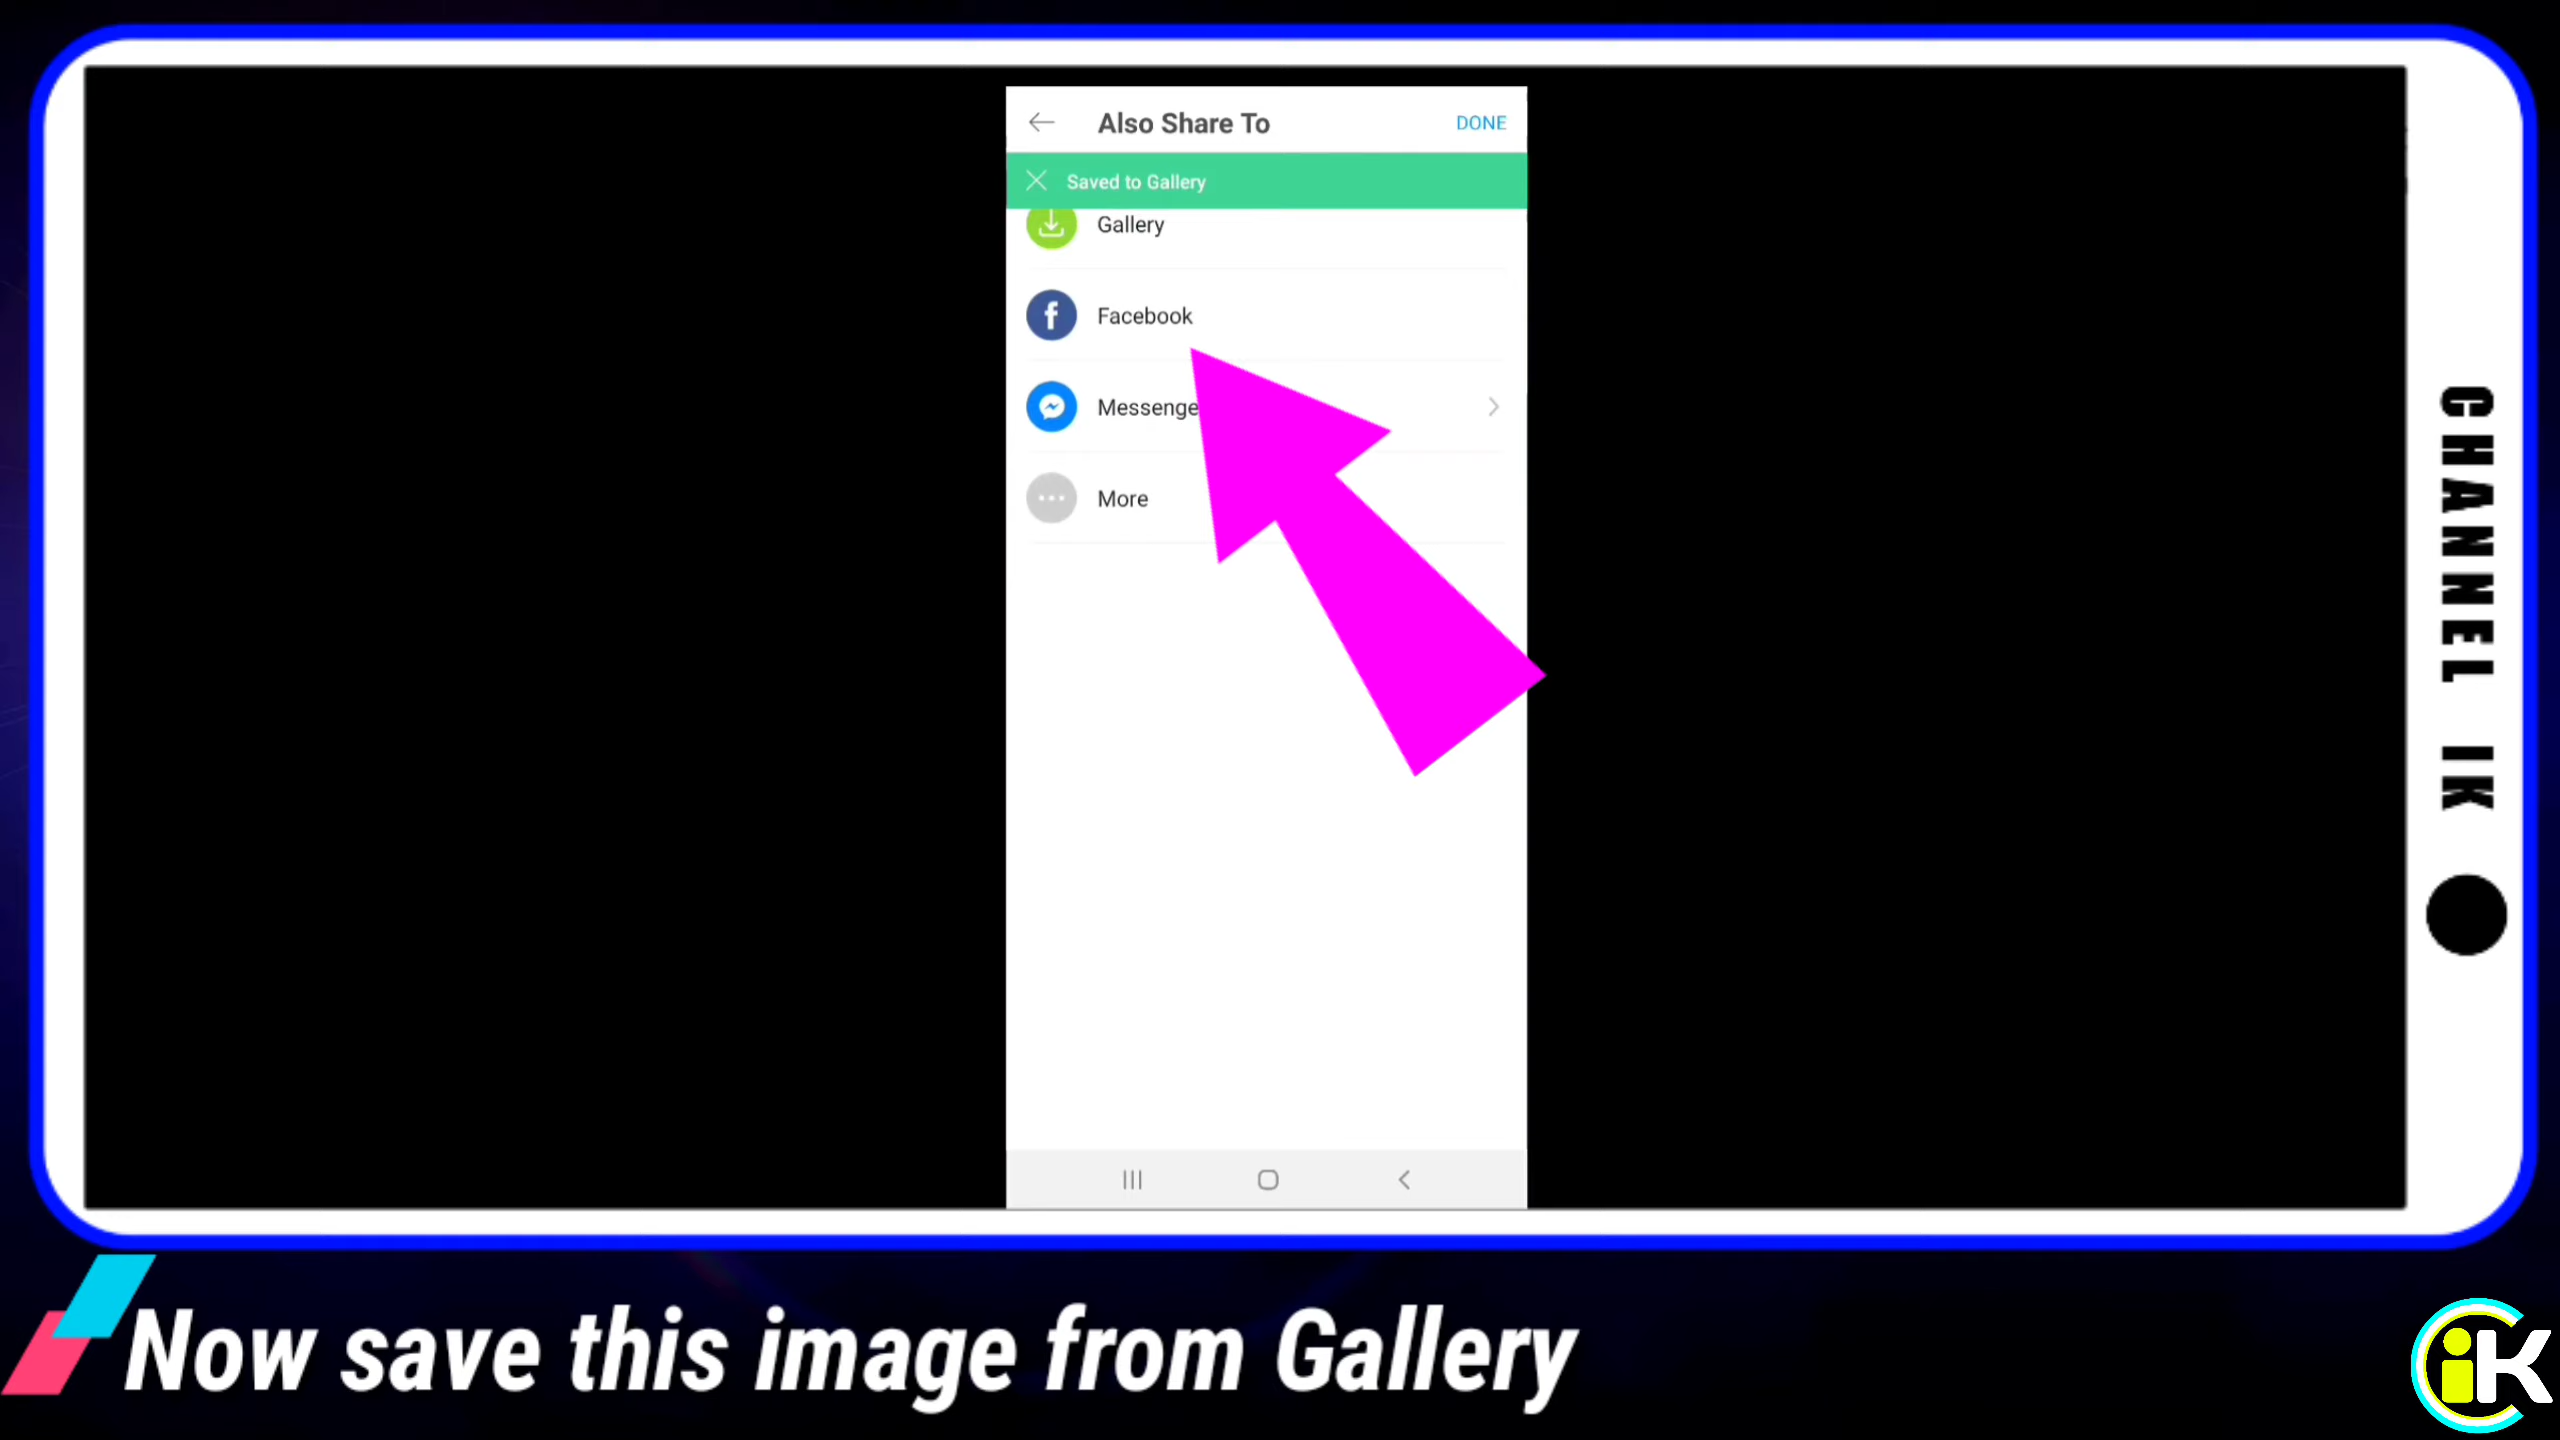 Also Share To
DONE
Saved to Gallery
Gallery
Facebook
Messenge
More
CHANNEL IK
Now save this image from Gallery
iK